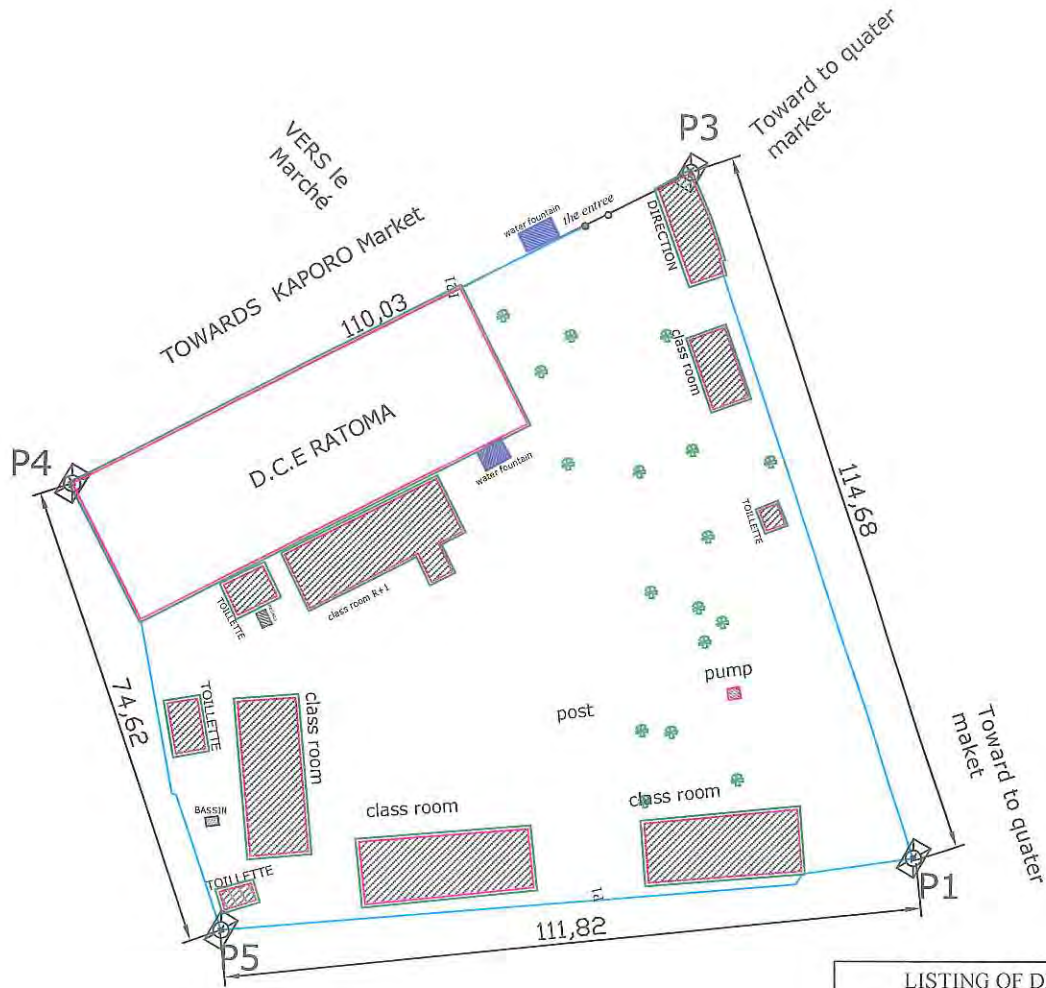 Toward to quater
market
P3
VERS le
Marché
water fountain
the entree
TOWARDS KAPORO Market
110,03
DIRECTION
class room
D.C.E RATOMA
P4
water fountain
114,68
TOILLETTE
class room R+1
TOILLETTE
74,62
TOILLETTE
class room
pump
post
Toward to quater
maket
BASSIN
class room
class room
TOILLETTE
P1
P5
111,82
LISTING OF D